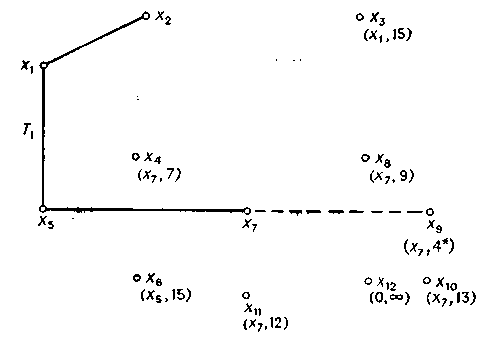 x₂
x₃
(x₁,15)
x₁
T₁
x₄
(x₇,7)
x₈
(x₇,9)
x₅
x₇
x₉
(x₇,4*)
x₆
(x₅,15)
x₁₁
(x₇,12)
x₁₂
(0,∞)
x₁₀
(x₇,13)